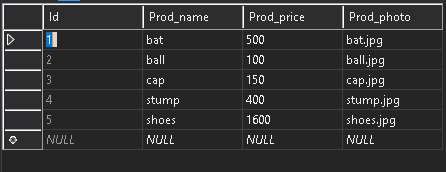 Id Prod_name Prod_price Prod_photo
1 bat 500 bat.jpg
2 ball 100 ball.jpg
3 cap 150 cap.jpg
4 stump 400 stump.jpg
5 shoes 1600 shoes.jpg
NULL NULL NULL NULL